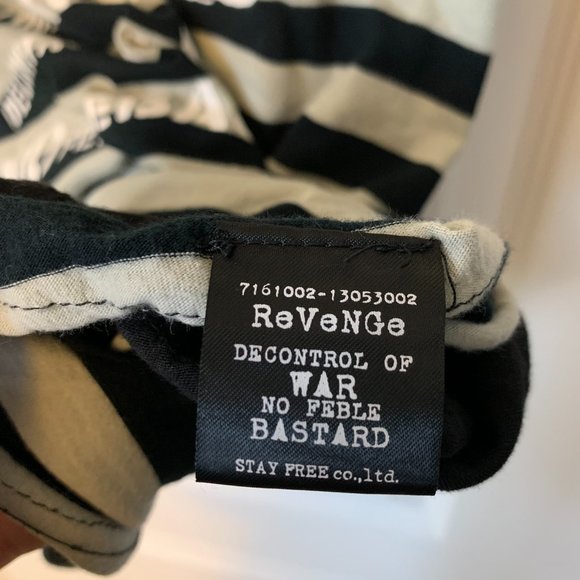 7161002-13053002
ReVeNGe
DECONTROL OF
WAR
NO FEBLE
BASTARD
STAY FREE co.,ltd.